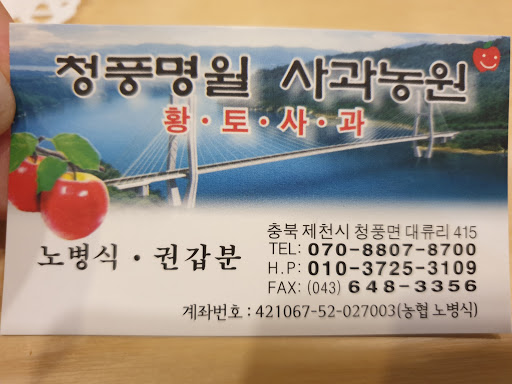 청풍명월 사과농원
황·토·사·과
노병식·권갑분
충북 제천시 청풍면 대류리 415
TEL: 070-8807-8700
H.P: 010-3725-3109
FAX: (043) 648-3356
계좌번호 : 421067-52-027003(농협 노병식)